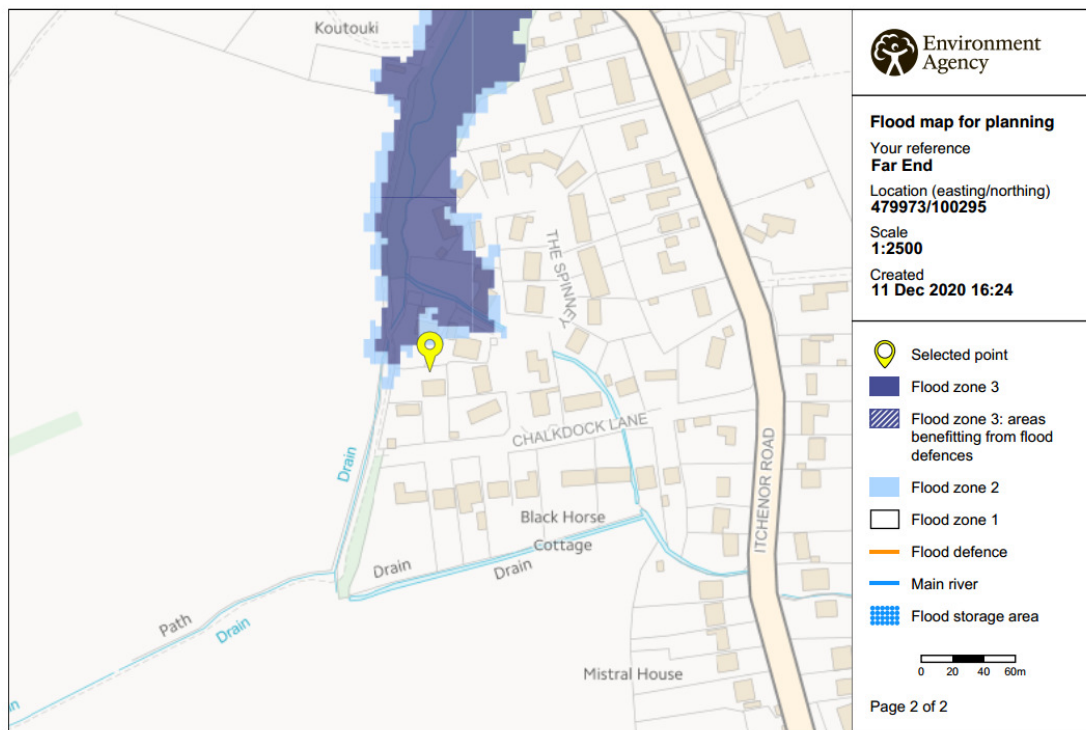 Koutouki
THE SPINNEY
CHALKDOCK LANE
ITCHENOR ROAD
Drain
Black Horse
Cottage
Drain
Drain
Path
Drain
Mistral House
in
Environment
Agency
Flood map for planning
Your reference
Far End
Location (easting/northing)
479973/100295
Scale
1:2500
Created
11 Dec 2020 16:24
Selected point
Flood zone 3
Flood zone 3: areas
benefitting from flood
defences
Flood zone 2
Flood zone 1
Flood defence
Main river
Flood storage area
0 20 40 60m
Page 2 of 2